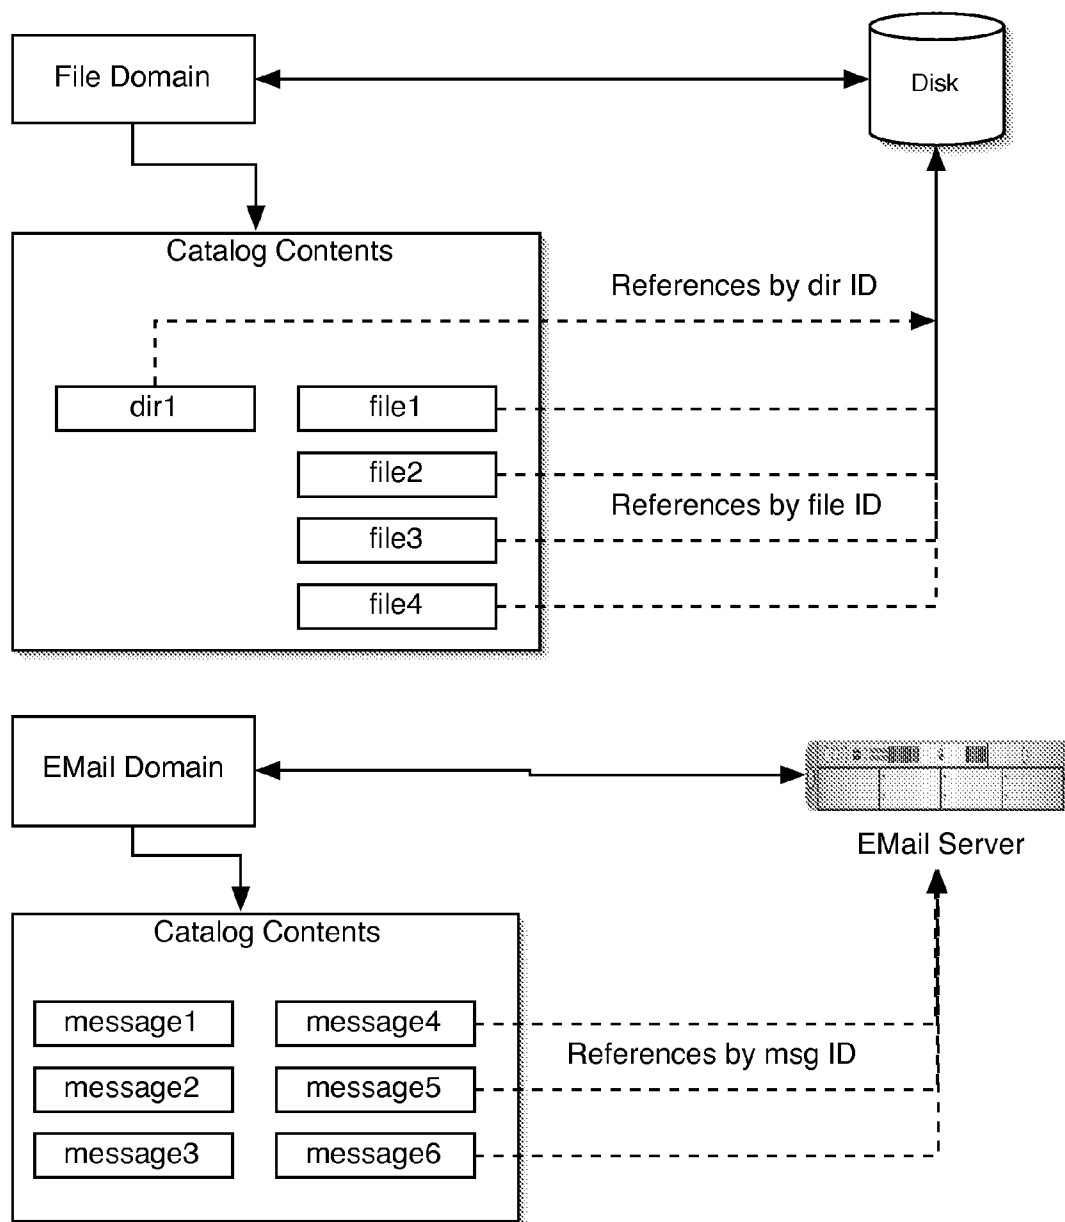 File Domain
Disk
Catalog Contents
References by dir ID
dir1
file1
file2
References by file ID
file3
file4
EMail Domain
EMail Server
Catalog Contents
message1
message4
References by msg ID
message2
message5
message3
message6